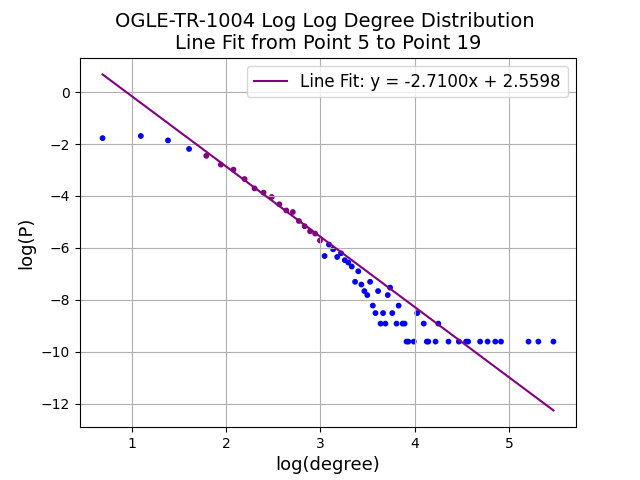 OGLE-TR-1004 Log Log Degree Distribution
Line Fit from Point 5 to Point 19
Line Fit: y = -2.7100x + 2.5598
0
−2
−4
−6
−8
−10
−12
log(P)
1 2 3 4 5
log(degree)